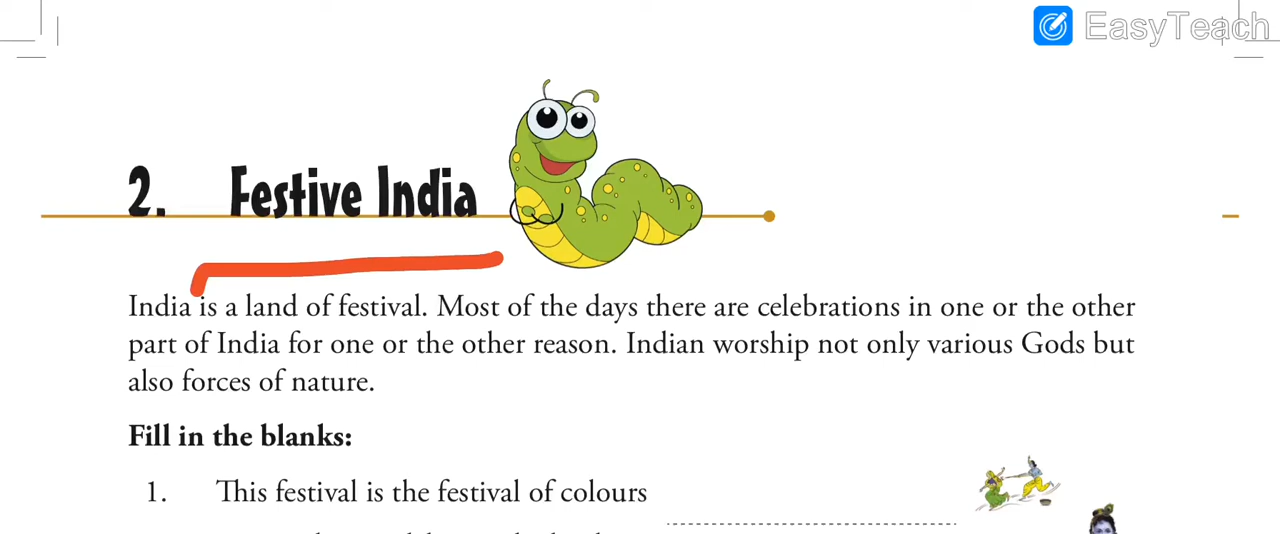 EasyTeach
2. Festive India
India is a land of festival. Most of the days there are celebrations in one or the other
part of India for one or the other reason. Indian worship not only various Gods but
also forces of nature.
Fill in the blanks:
1. This festival is the festival of colours